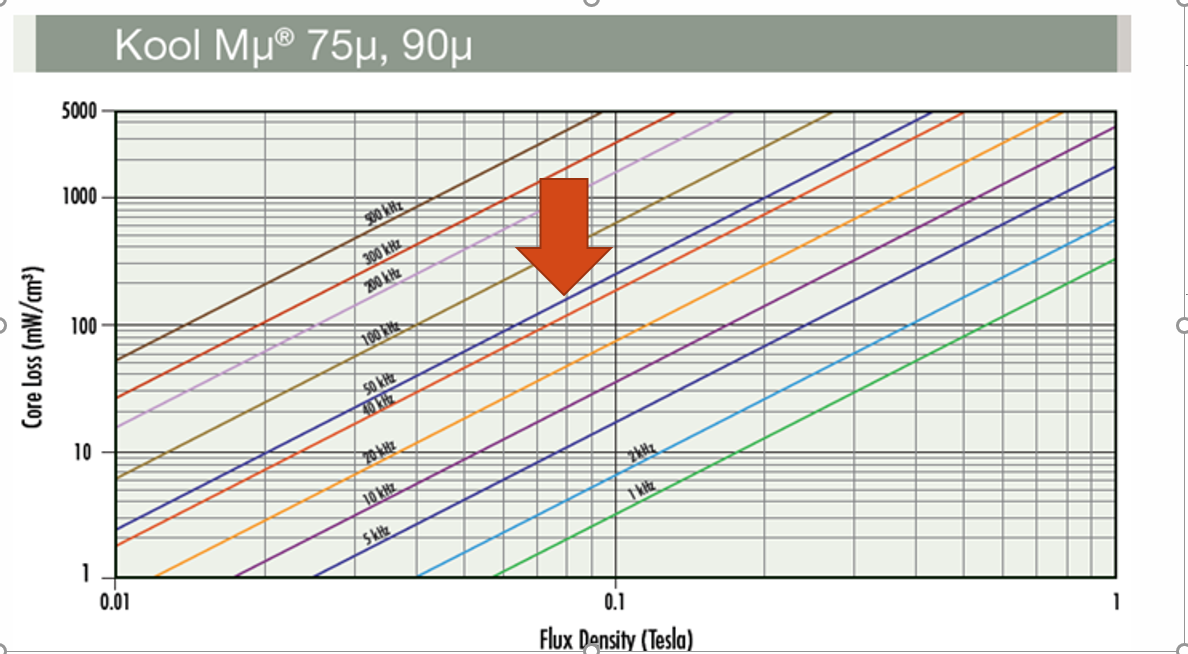 Kool Mµ® 75µ, 90µ
5000
1000
100
10
1
Core Loss (mW/cm³)
500 kHz
300 kHz
200 kHz
100 kHz
50 kHz
40 kHz
20 kHz
10 kHz
5 kHz
2 kHz
1 kHz
0.01 0.1 1
Flux Density (Tesla)